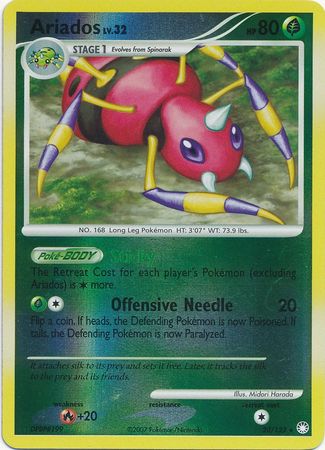 Ariados LV.32
HP 80
STAGE 1 Evolves from Spinarak
NO. 168 Long Leg Pokémon HT: 3'07" WT: 73.9 lbs.
Poké-BODY
The Retreat Cost for each player's Pokémon (excluding
Ariados) is more.
Offensive Needle 20
Flip a coin. If heads, the Defending Pokémon is now Poisoned. If
tails, the Defending Pokémon is now Paralyzed.
It attaches silk to its prey and sets it free. Later, it tracks the silk
to the prey and its friends.
Illus. Midori Harada
weakness resistance retreat cost
+20
©2007 Pokémon/Nintendo